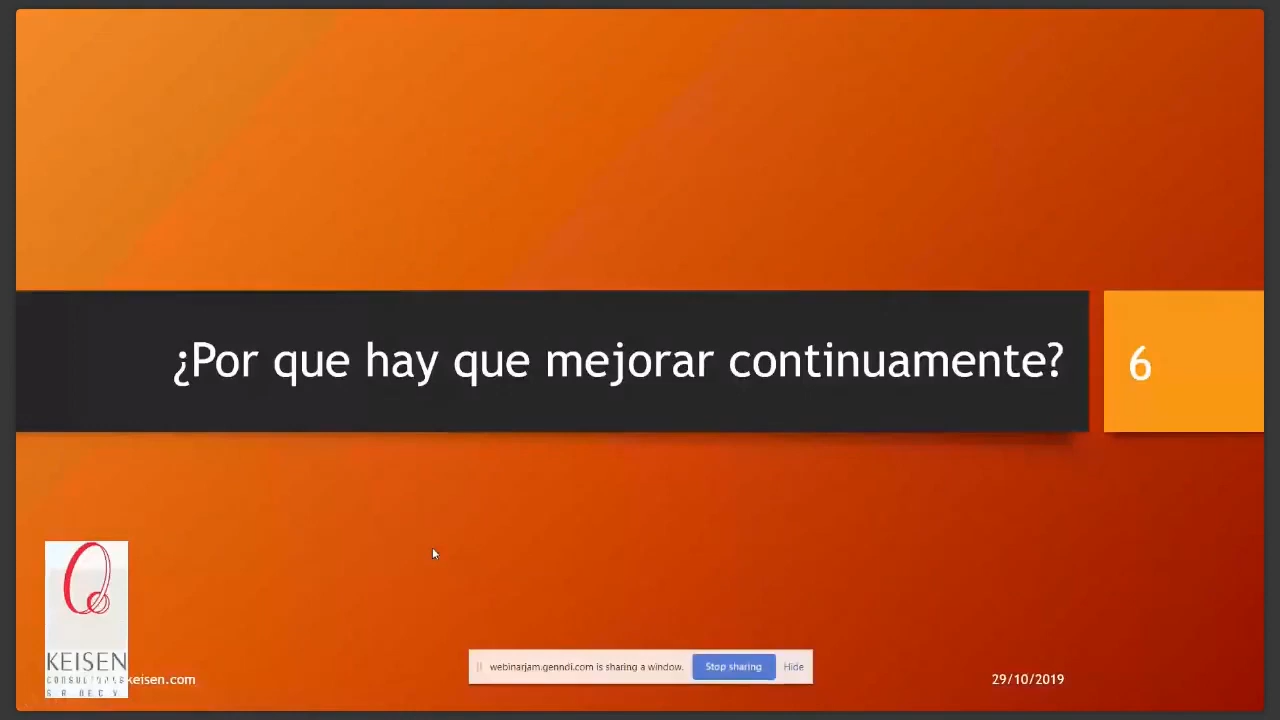 ¿Por que hay que mejorar continuamente?
6
KEISEN
CONSULTORES
keisen.com
webinarjam.genndi.com is sharing a window.
Stop sharing
Hide
29/10/2019